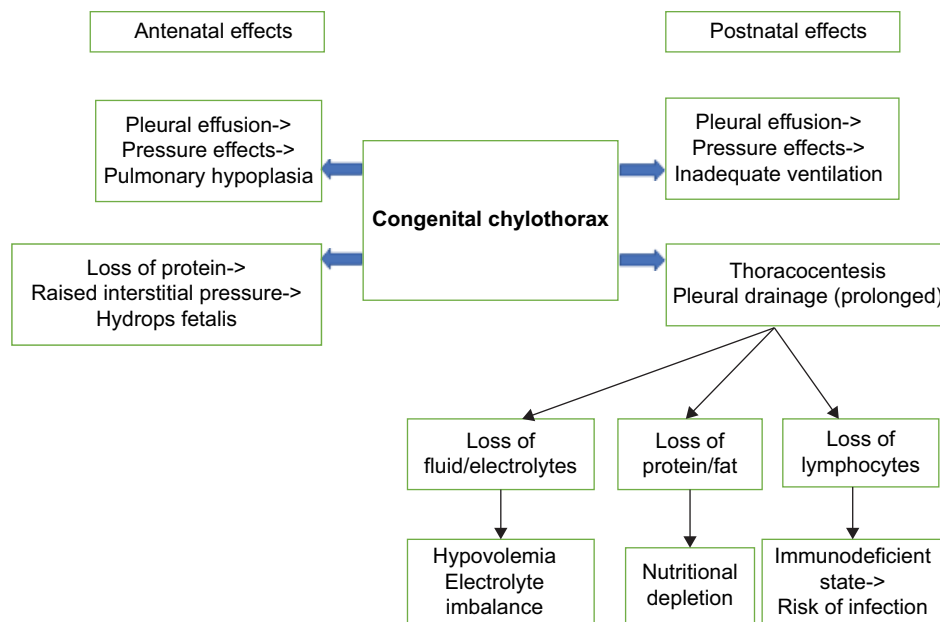 Antenatal effects
Postnatal effects
Pleural effusion->
Pressure effects->
Pulmonary hypoplasia
Congenital chylothorax
Pleural effusion->
Pressure effects->
Inadequate ventilation
Loss of protein->
Raised interstitial pressure->
Hydrops fetalis
Thoracocentesis
Pleural drainage (prolonged)
Loss of
fluid/electrolytes
Loss of
protein/fat
Loss of
lymphocytes
Hypovolemia
Electrolyte
imbalance
Nutritional
depletion
Immunodeficient
state->
Risk of infection